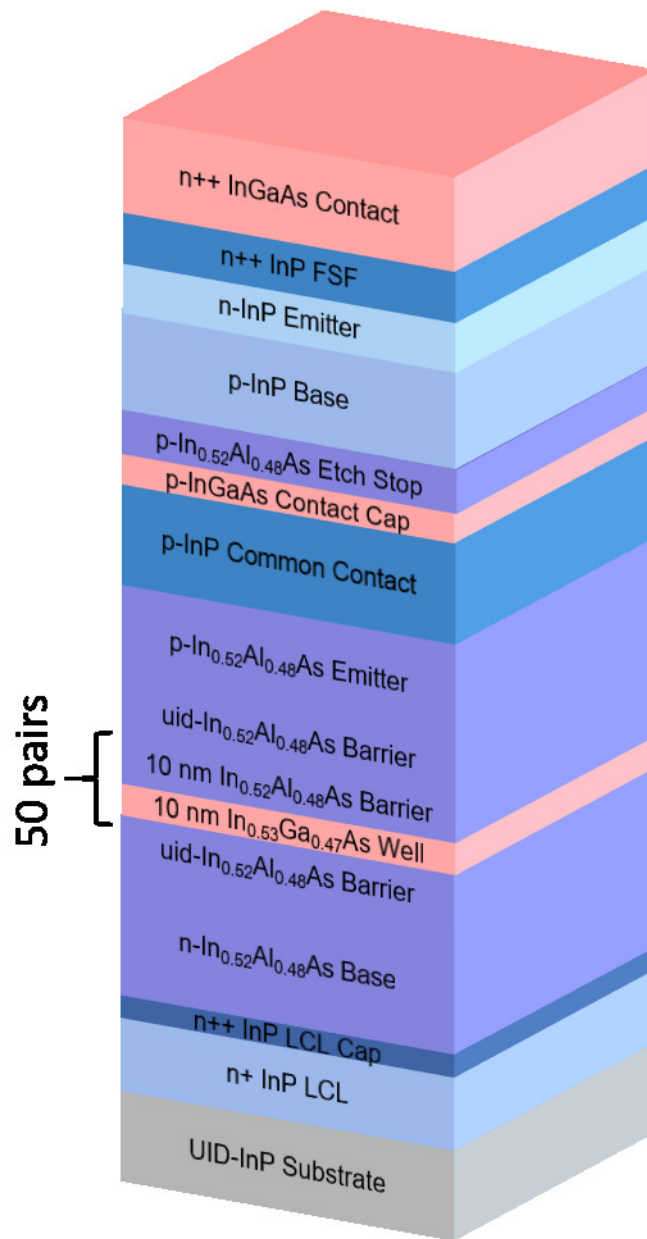 n++ InGaAs Contact
n++ InP FSF
n-InP Emitter
p-InP Base
p-In₀.₅₂Al₀.₄₈As Etch Stop
p-InGaAs Contact Cap
p-InP Common Contact
p-In₀.₅₂Al₀.₄₈As Emitter
uid-In₀.₅₂Al₀.₄₈As Barrier
10 nm In₀.₅₂Al₀.₄₈As Barrier
10 nm In₀.₅₃Ga₀.₄₇As Well
uid-In₀.₅₂Al₀.₄₈As Barrier
n-In₀.₅₂Al₀.₄₈As Base
n++ InP LCL Cap
n+ InP LCL
UID-InP Substrate
50 pairs